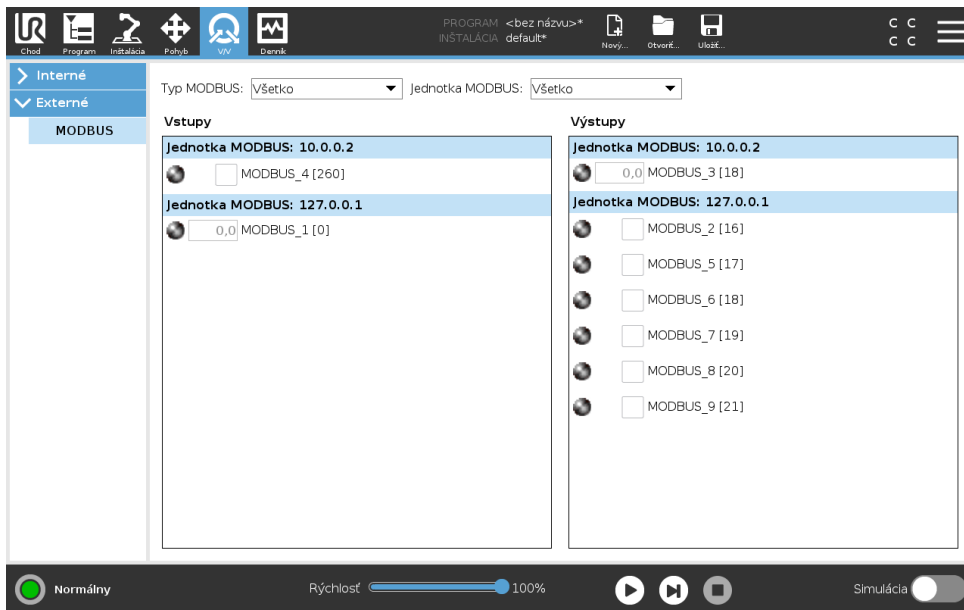 UR
PROGRAM <bez názvu>*
INŠTALÁCIA default*
C C
C C
Chod Program Inštalácia Pohyb V/V Denník Nový... Otvoriť... Uložiť...
Interné
Externé
MODBUS
Typ MODBUS: Všetko Jednotka MODBUS: Všetko
Vstupy
Jednotka MODBUS: 10.0.0.2
MODBUS_4 [260]
Jednotka MODBUS: 127.0.0.1
0,0 MODBUS_1 [0]
Výstupy
Jednotka MODBUS: 10.0.0.2
0,0 MODBUS_3 [18]
Jednotka MODBUS: 127.0.0.1
MODBUS_2 [16]
MODBUS_5 [17]
MODBUS_6 [18]
MODBUS_7 [19]
MODBUS_8 [20]
MODBUS_9 [21]
Normálny Rýchlosť 100% Simulácia